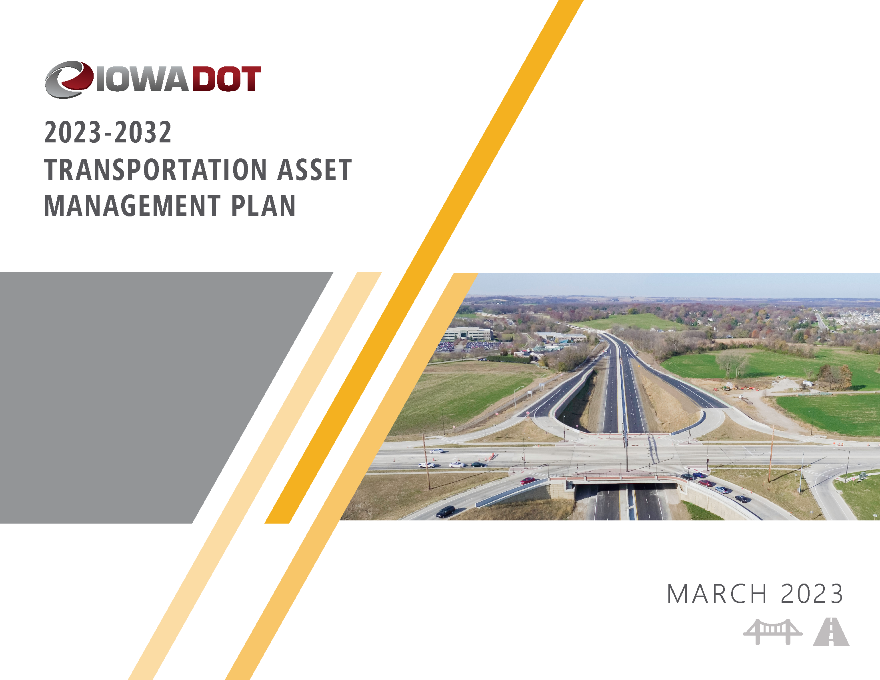 IOWADOT
2023-2032
TRANSPORTATION ASSET
MANAGEMENT PLAN
MARCH 2023